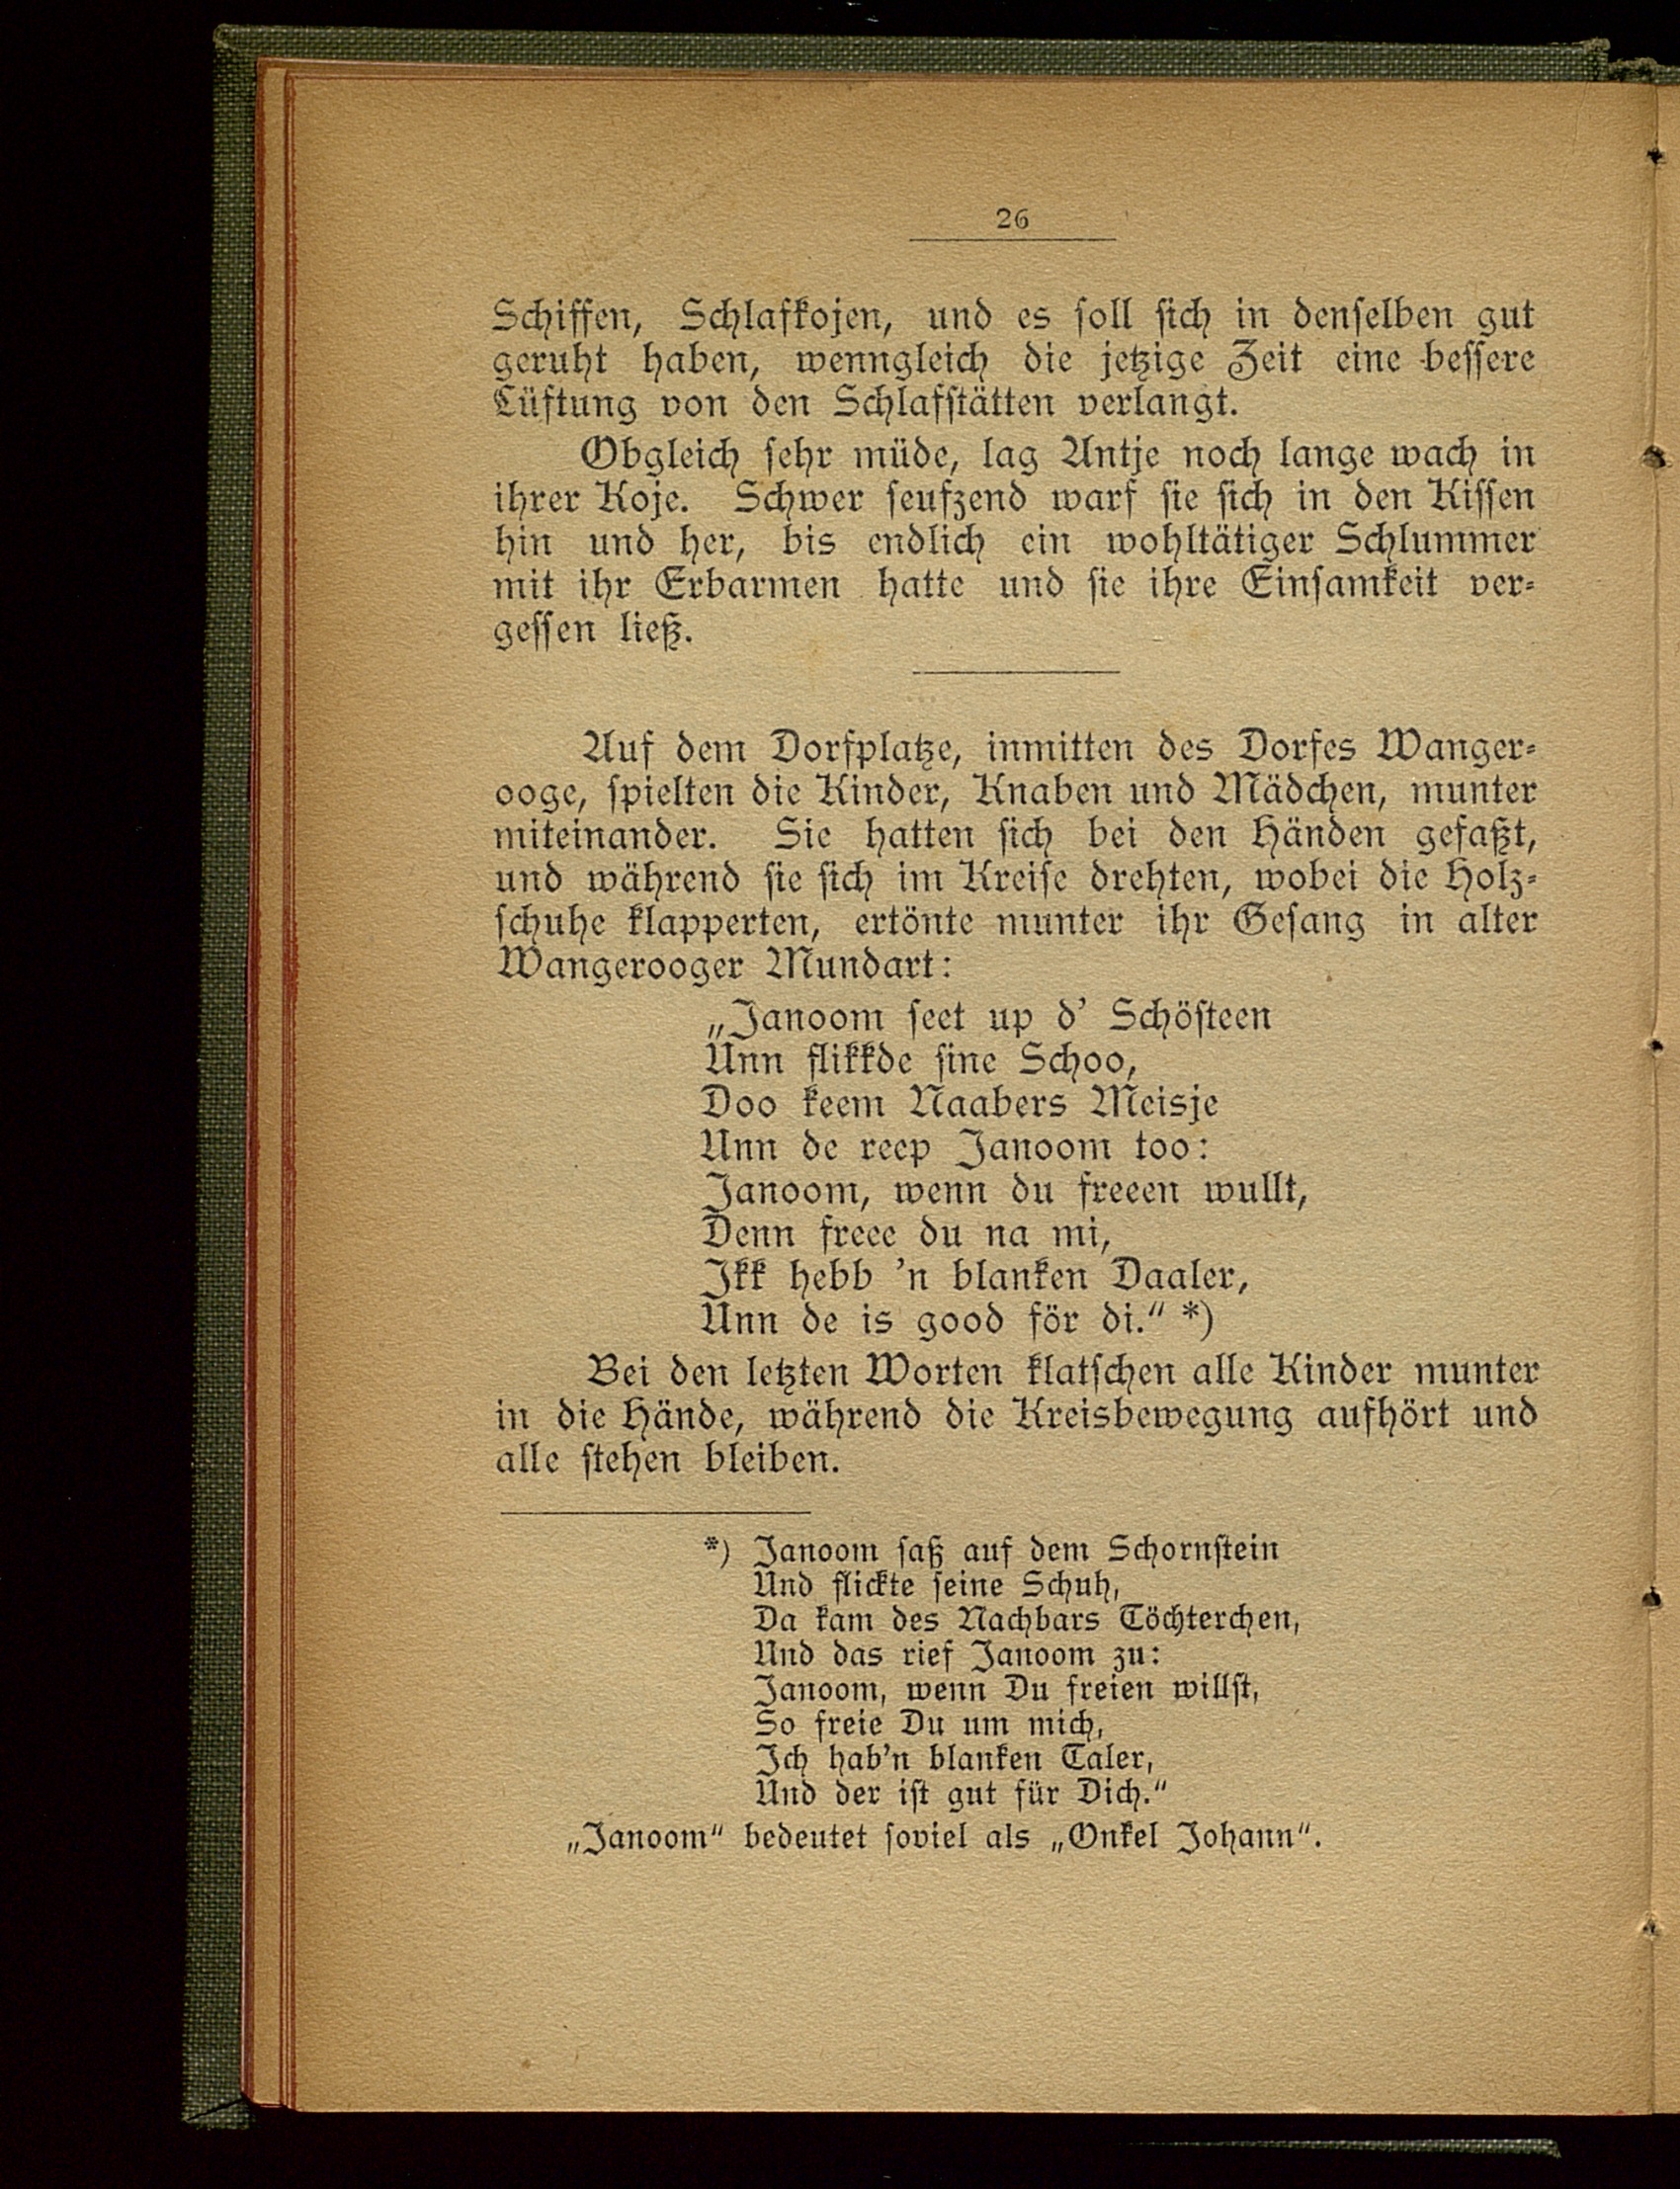 26
Schiffen, Schlafkojen, und es soll sich in denselben gut
geruht haben, wenngleich die jetzige Zeit eine bessere
Lüftung von den Schlafstätten verlangt.
Obgleich sehr müde, lag Antje noch lange wach in
ihrer Koje. Schwer seufzend warf sie sich in den Kissen
hin und her, bis endlich ein wohltätiger Schlummer
mit ihr Erbarmen hatte und sie ihre Einsamkeit ver-
gessen ließ.
Auf dem Dorfplatze, inmitten des Dorfes Wanger-
ooge, spielten die Kinder, Knaben und Mädchen, munter
miteinander. Sie hatten sich bei den Händen gefaßt,
und während sie sich im Kreise drehten, wobei die Holz-
schuhe klapperten, ertönte munter ihr Gesang in alter
Wangerooger Mundart:
„Janoom seet up d' Schösteen
Unn flikkde sine Schoo,
Doo keem Naabers Meisje
Unn de reep Janoom too:
Janoom, wenn du freeen wullt,
Denn freee du na mi,
Ikk hebb 'n blanken Daaler,
Unn de is good för di.“ *)
Bei den letzten Worten klatschen alle Kinder munter
in die Hände, während die Kreisbewegung aufhört und
alle stehen bleiben.
*) Janoom saß auf dem Schornstein
Und flickte seine Schuh,
Da kam des Nachbars Töchterchen,
Und das rief Janoom zu:
Janoom, wenn Du freien willst,
So freie Du um mich,
Ich hab'n blanken Taler,
Und der ist gut für Dich.“
„Janoom“ bedeutet soviel als „Onkel Johann“.